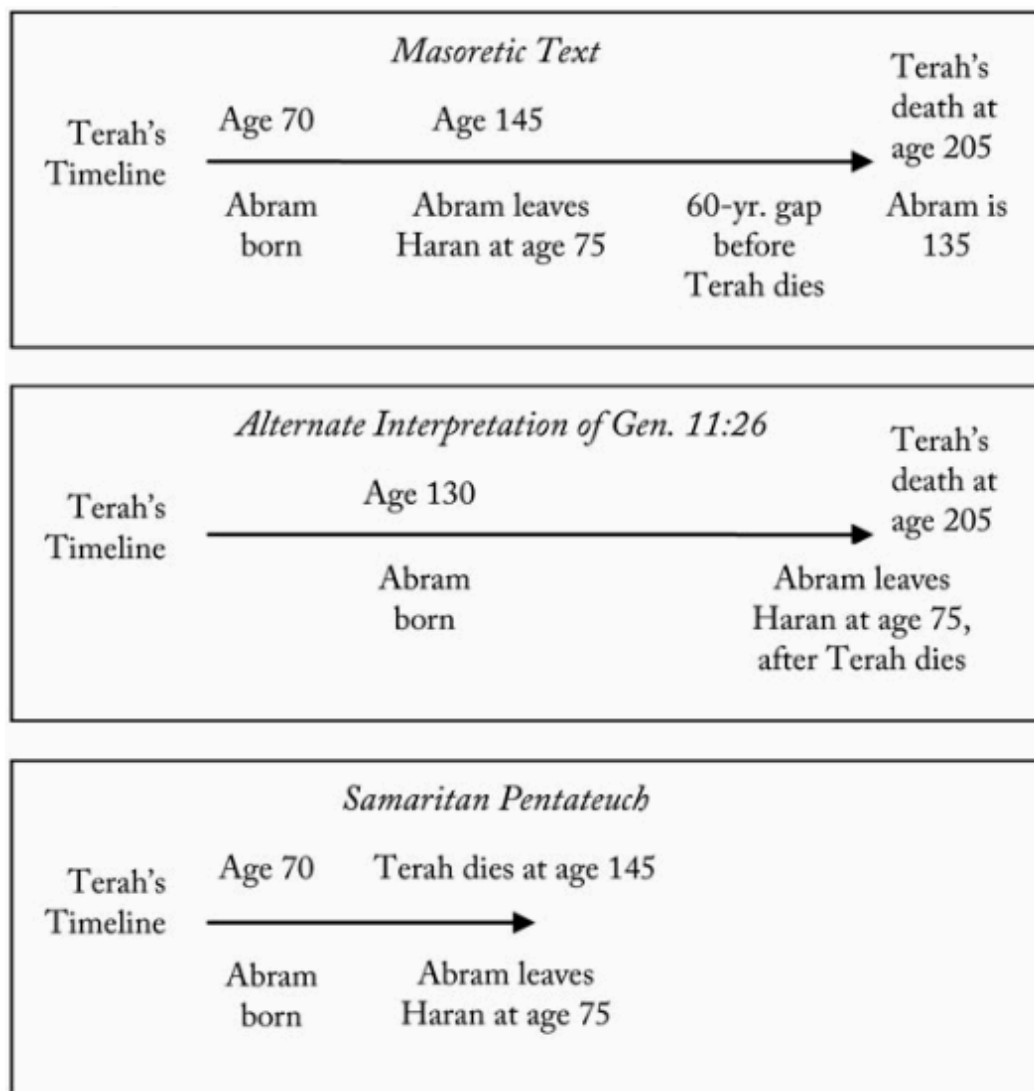 Masoretic Text
Terah's
Timeline
Age 70
Age 145
Terah's
death at
age 205
Abram
born
Abram leaves
Haran at age 75
60-yr. gap
before
Terah dies
Abram is
135
Alternate Interpretation of Gen. 11:26
Terah's
Timeline
Age 130
Terah's
death at
age 205
Abram
born
Abram leaves
Haran at age 75,
after Terah dies
Samaritan Pentateuch
Terah's
Timeline
Age 70
Terah dies at age 145
Abram
born
Abram leaves
Haran at age 75